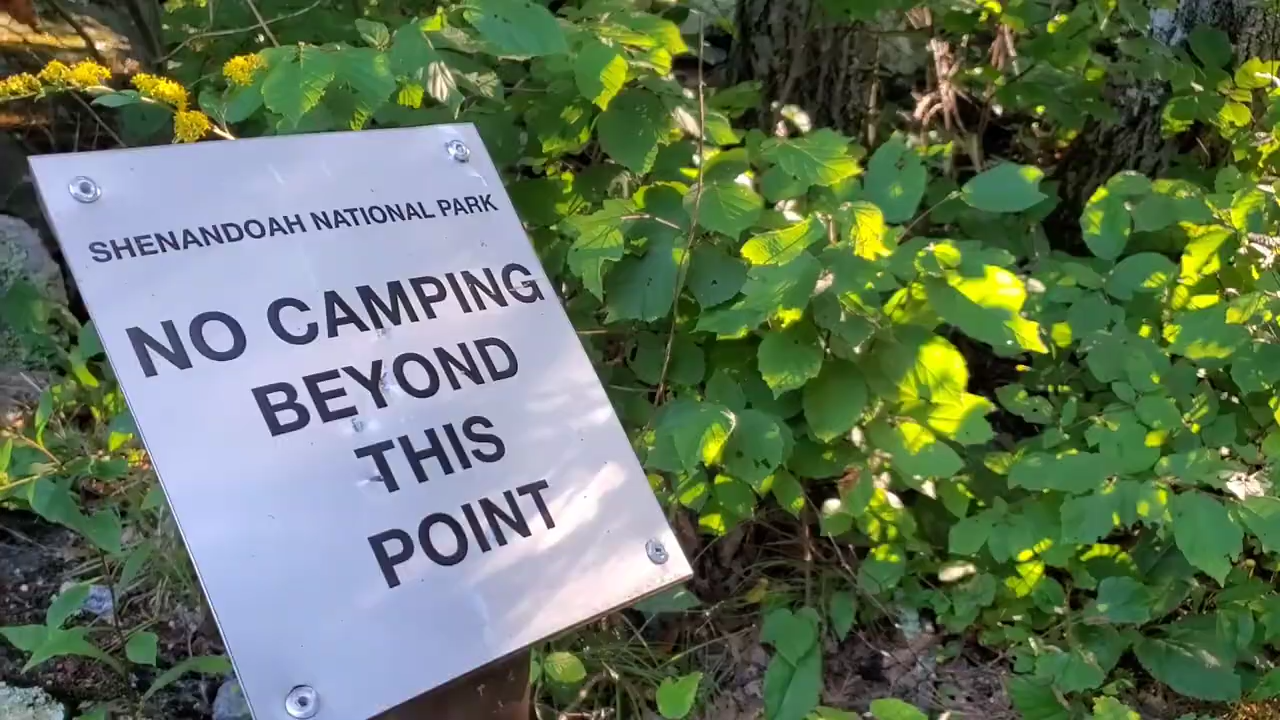 SHENANDOAH NATIONAL PARK
NO CAMPING
BEYOND
THIS
POINT